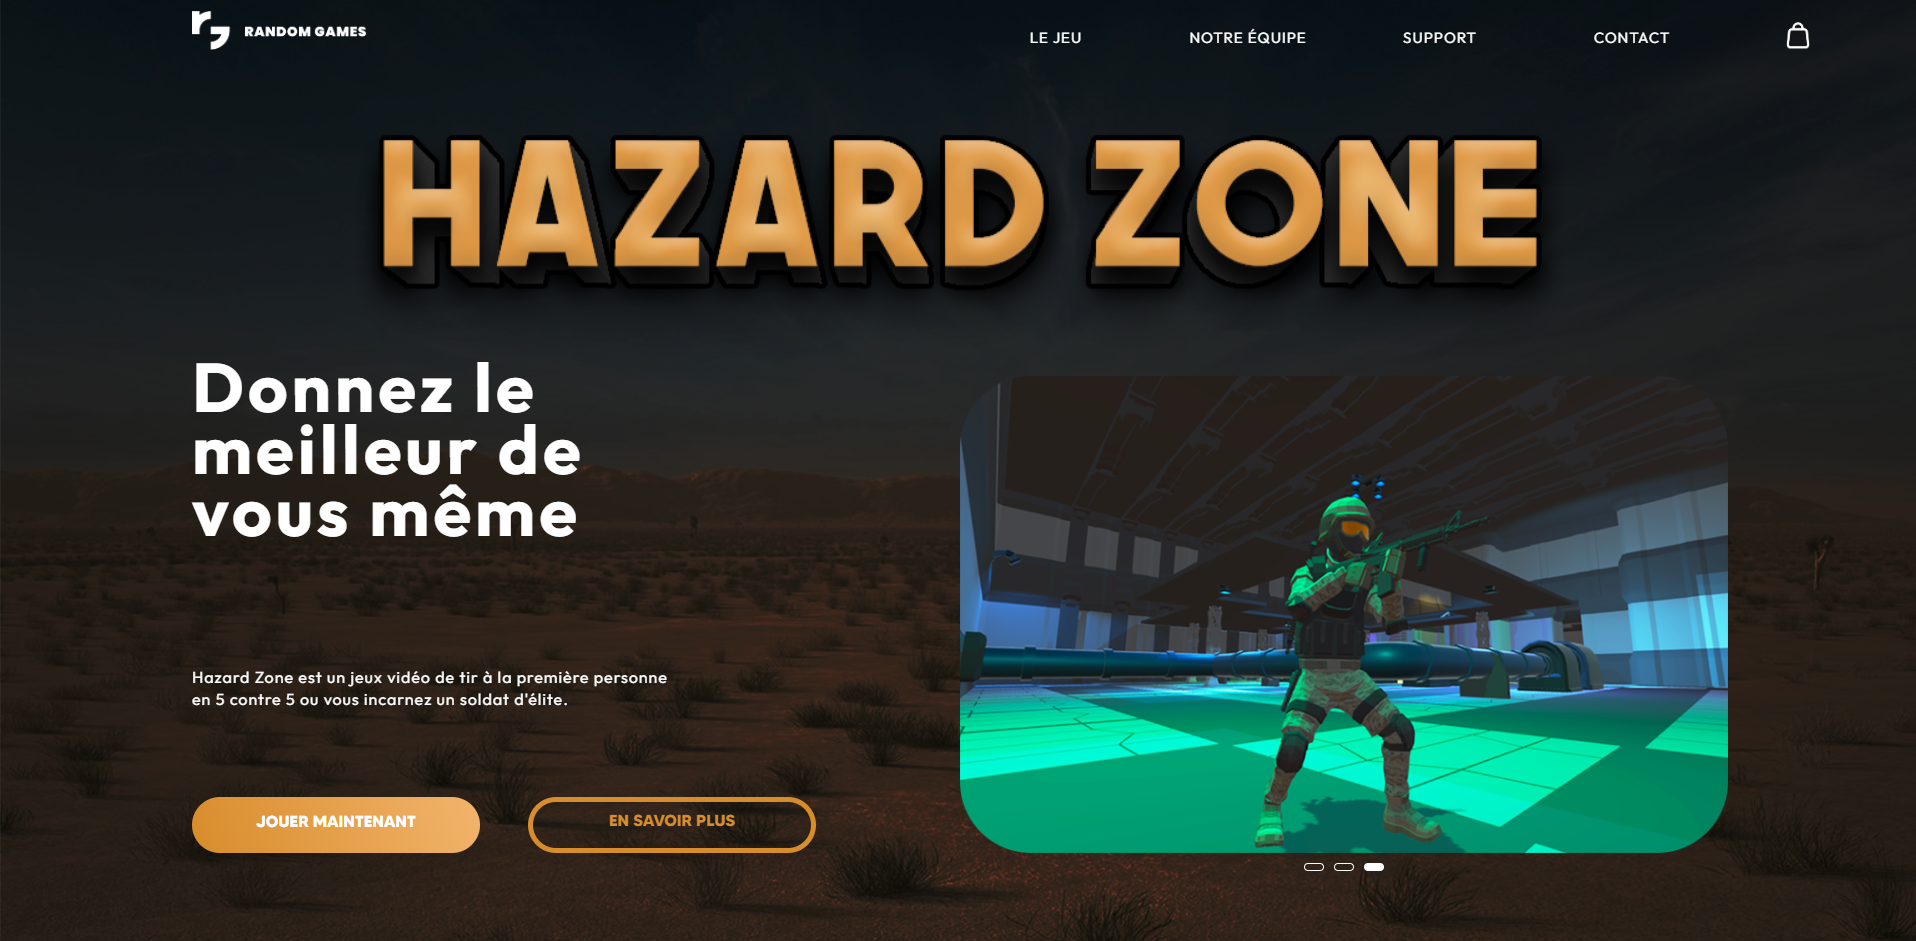 RANDOM GAMES
LE JEU
NOTRE ÉQUIPE
SUPPORT
CONTACT
HAZARD ZONE
Donnez le
meilleur de
vous même
Hazard Zone est un jeux vidéo de tir à la première personne
en 5 contre 5 ou vous incarnez un soldat d'élite.
JOUER MAINTENANT
EN SAVOIR PLUS